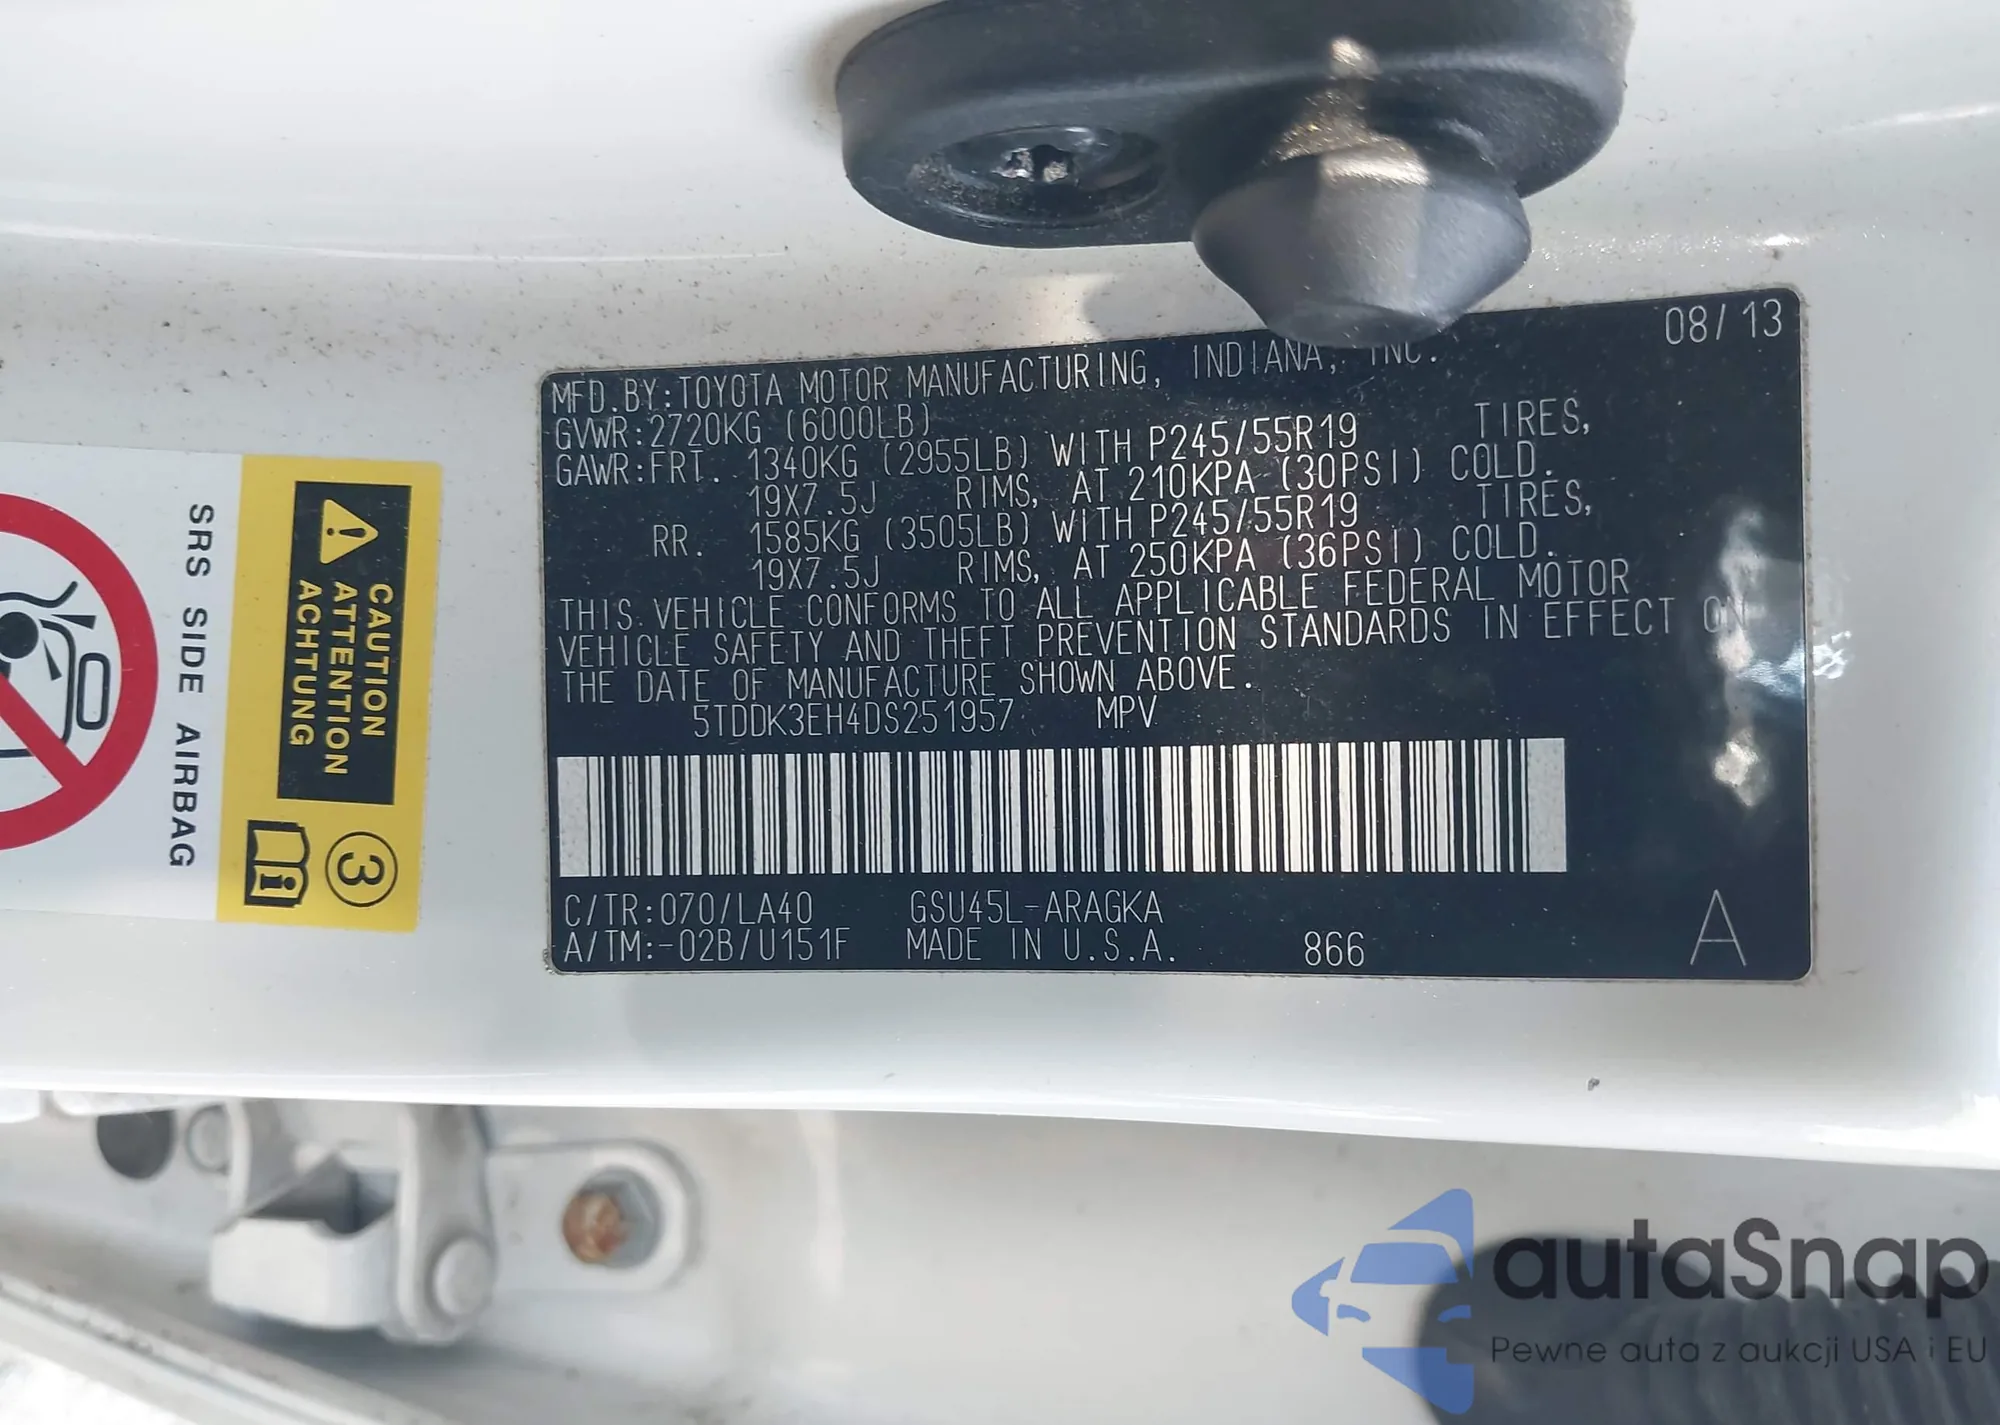 08/13
MFD.BY:TOYOTA MOTOR MANUFACTURING, INDIANA, INC.
GVWR:2720KG (6000LB)
GAWR:FRT. 1340KG (2955LB) WITH P245/55R19 TIRES,
19X7.5J RIMS, AT 210KPA (30PSI) COLD.
RR. 1585KG (3505LB) WITH P245/55R19 TIRES,
19X7.5J RIMS, AT 250KPA (36PSI) COLD.
THIS VEHICLE CONFORMS TO ALL APPLICABLE FEDERAL MOTOR
VEHICLE SAFETY AND THEFT PREVENTION STANDARDS IN EFFECT ON
THE DATE OF MANUFACTURE SHOWN ABOVE.
5TDDK3EH4DS251957 MPV
C/TR:070/LA40 GSU45L-ARAGKA
A/TM:-02B/U151F MADE IN U.S.A. 866 A
CAUTION
ATTENTION
ACHTUNG
3
i
SRS SIDE AIRBAG
autaSnap
Pewne auta z aukcji USA i EU